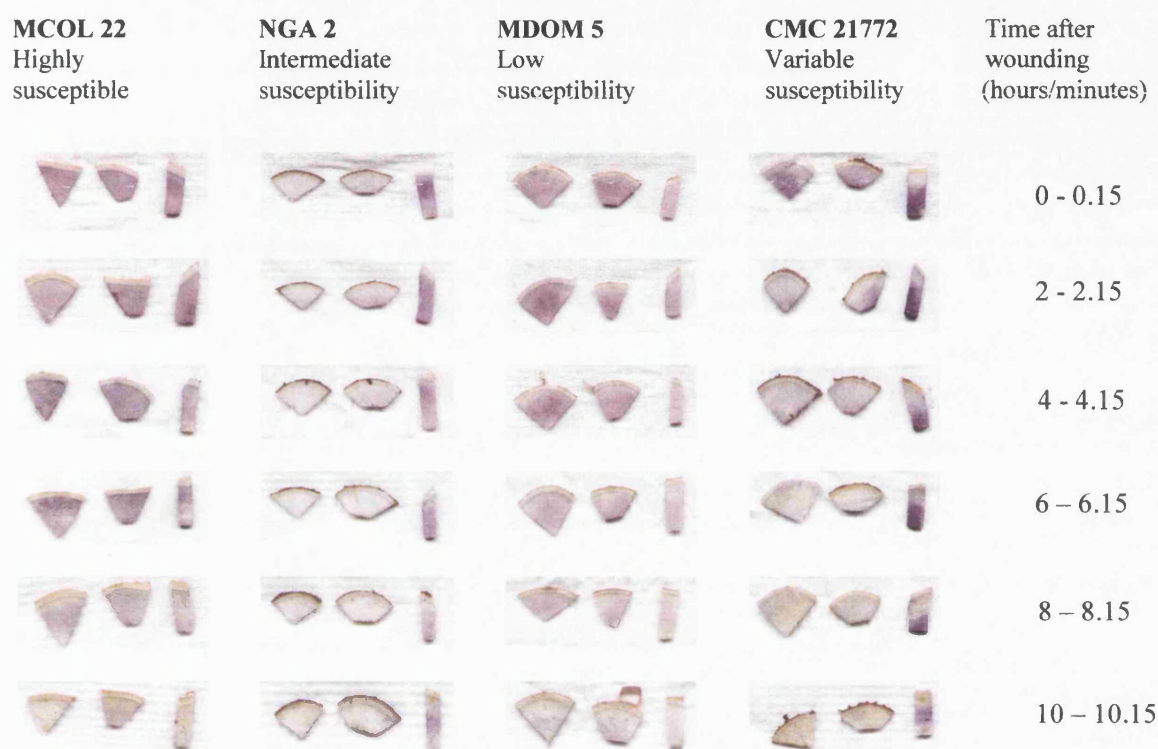 MCOL 22
Highly
susceptible
NGA 2
Intermediate
susceptibility
MDOM 5
Low
susceptibility
CMC 21772
Variable
susceptibility
Time after
wounding
(hours/minutes)
0 - 0.15
2 - 2.15
4 - 4.15
6 – 6.15
8 – 8.15
10 – 10.15